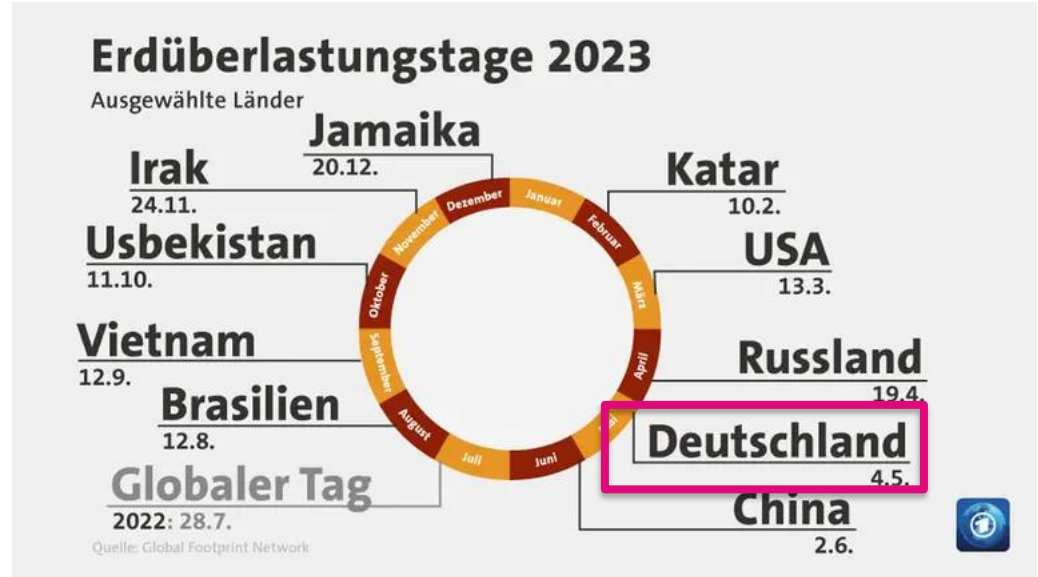 Erdüberlastungstage 2023
Ausgewählte Länder
Jamaika
20.12.
Irak
24.11.
Usbekistan
11.10.
Vietnam
12.9.
Brasilien
12.8.
Globaler Tag
2022: 28.7.
Katar
10.2.
USA
13.3.
Russland
19.4.
Deutschland
4.5.
China
2.6.
Januar
Februar
März
April
Juni
Juli
August
September
Oktober
November
Dezember
Quelle: Global Footprint Network
1